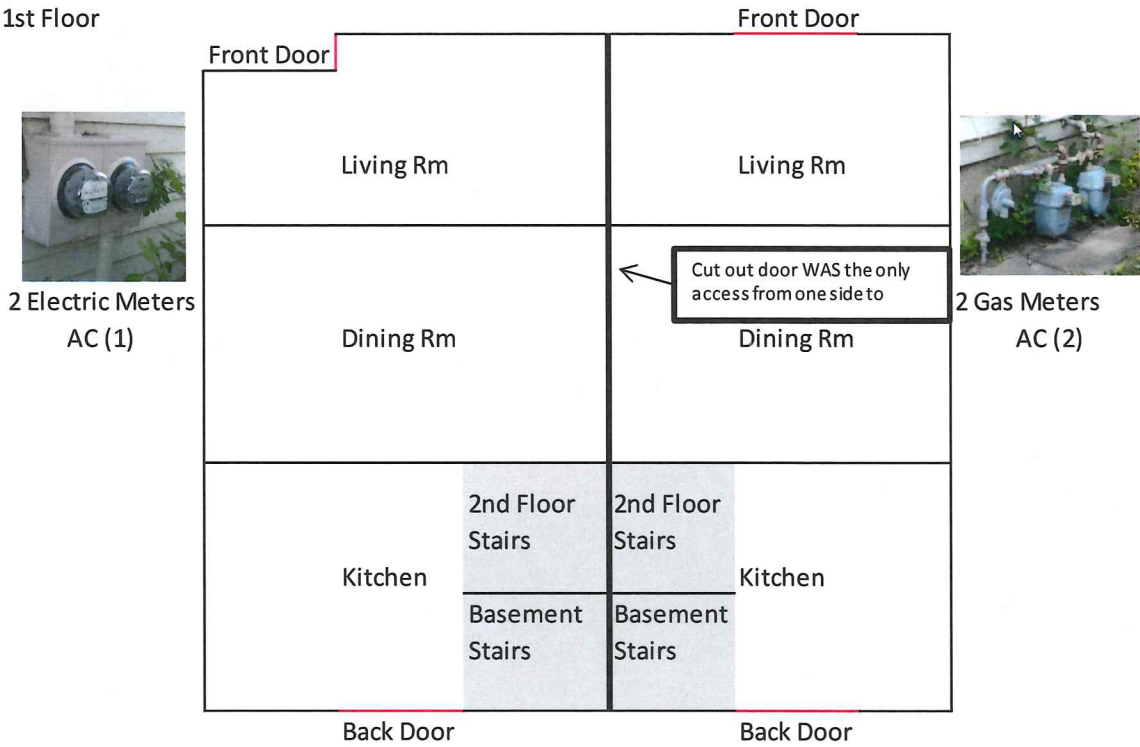 1st Floor
Front Door
Front Door
Living Rm
Living Rm
Cut out door WAS the only
access from one side to
2 Electric Meters
AC (1)
2 Gas Meters
AC (2)
Dining Rm
Dining Rm
2nd Floor
Stairs
2nd Floor
Stairs
Kitchen
Kitchen
Basement
Stairs
Basement
Stairs
Back Door
Back Door